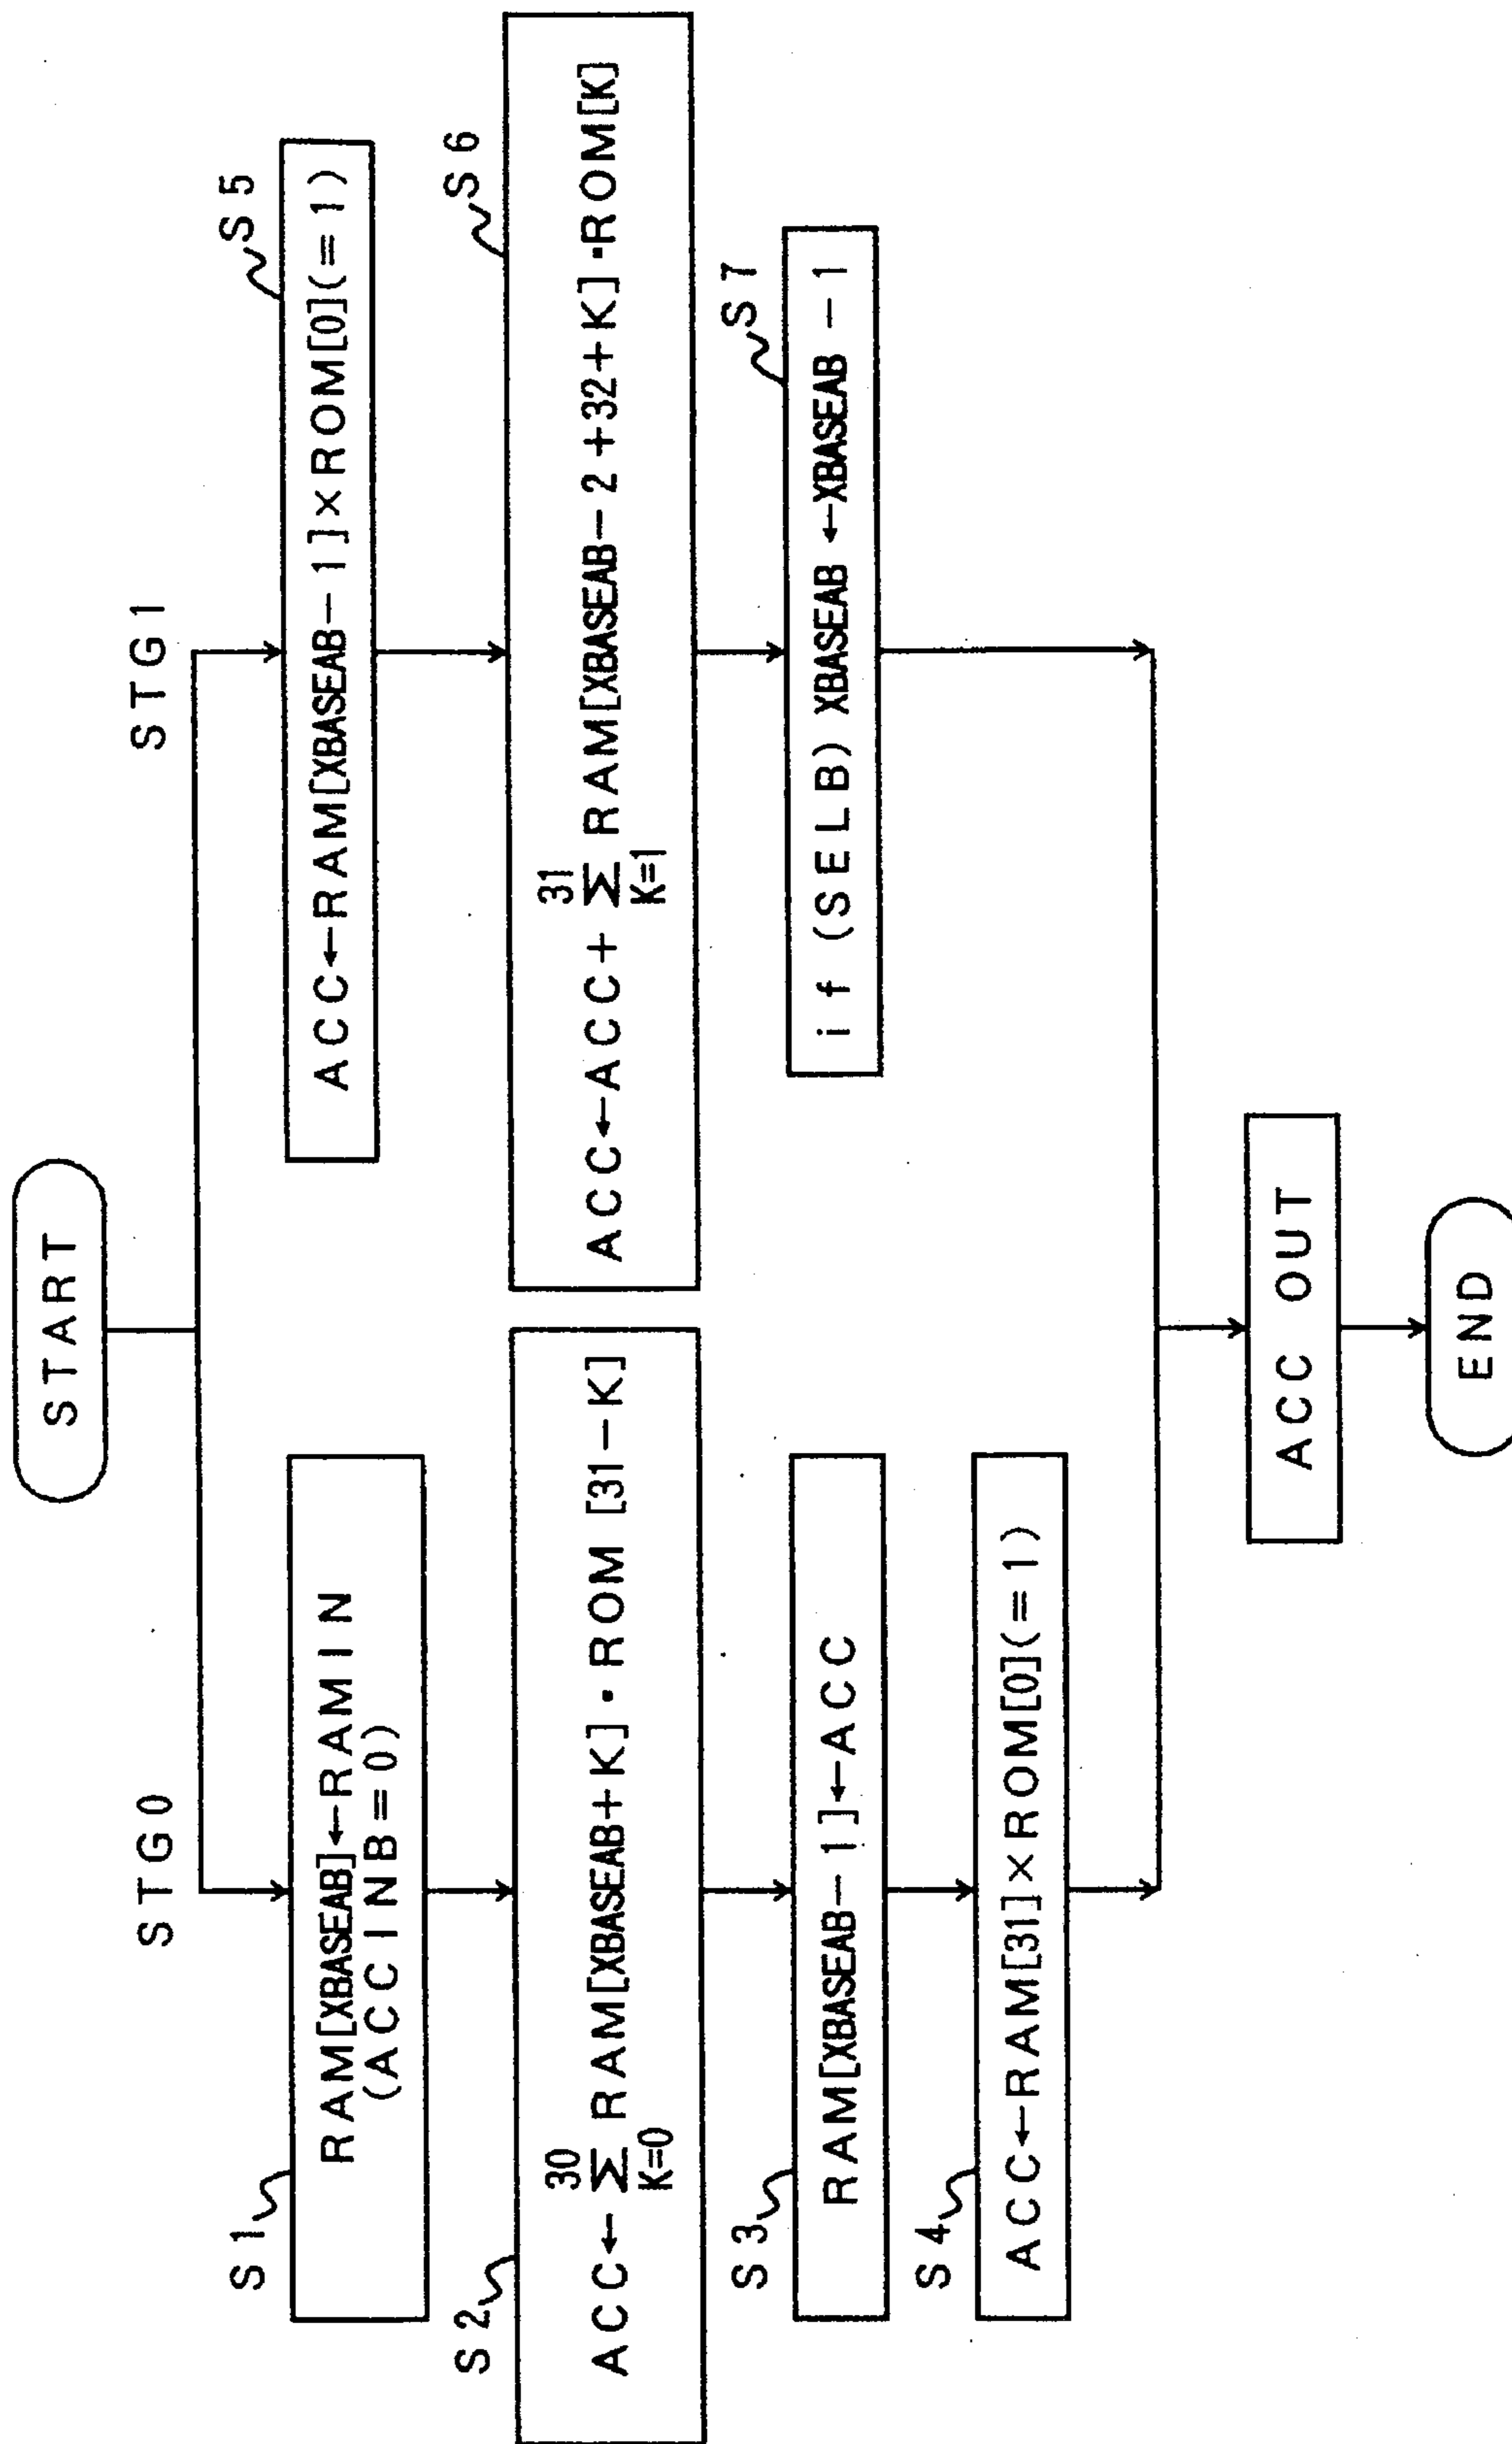 START
STG0
S1
RAM[XBASEAB]←RAMIN
(ACCINB=0)
S2
30
ACC← Σ RAM[XBASEAB+K]·ROM[31-K]
K=0
S3
RAM[XBASEAB-1]←ACC
S4
ACC←RAM[31]×ROM[0](=1)
STG1
S5
ACC←RAM[XBASEAB-1]×ROM[0](=1)
S6
31
ACC←ACC+ Σ RAM[XBASEAB-2+32+K]·ROM[K]
K=1
S7
if (SELB) XBASEAB←XBASEAB-1
ACC OUT
END